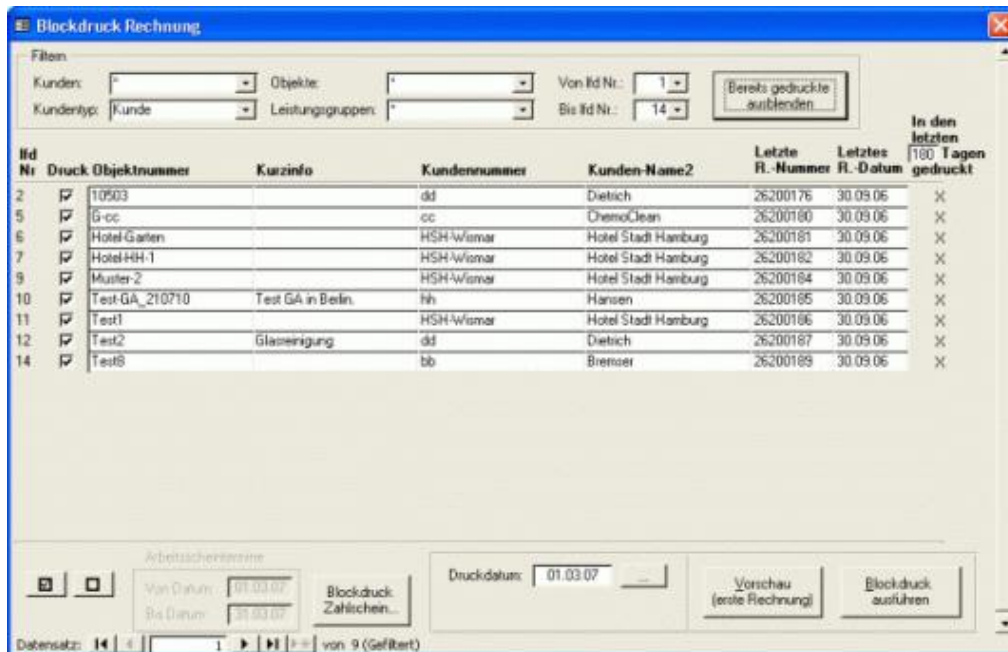 Blockdruck Rechnung
Filtern
Kunden: * Objekte: * Von lfd Nr.: 1
Kundentyp: Kunde Leistungsgruppen: * Bis lfd Nr.: 14
Bereits gedruckte ausblenden
lfd Nr Druck Objektnummer Kurzinfo Kundennummer Kunden-Name2 Letzte R.-Nummer Letztes R.-Datum In den letzten 180 Tagen gedruckt
2 10503 dd Dietrich 26200176 30.09.06 X
5 G-cc cc ChemoClean 26200180 30.09.06 X
6 Hotel-Garten HSH-Wismar Hotel Stadt Hamburg 26200181 30.09.06 X
7 Hotel-HH-1 HSH-Wismar Hotel Stadt Hamburg 26200182 30.09.06 X
9 Muster-2 HSH-Wismar Hotel Stadt Hamburg 26200184 30.09.06 X
10 Test-GA_210710 Test GA in Berlin. hh Hansen 26200185 30.09.06 X
11 Test1 HSH-Wismar Hotel Stadt Hamburg 26200186 30.09.06 X
12 Test2 Glasreinigung dd Dietrich 26200187 30.09.06 X
14 Test8 bb Bremser 26200189 30.09.06 X
Arbeitsscheintermine
Von Datum: 01.03.07
Bis Datum: 31.03.07
Blockdruck Zahlschein...
Druckdatum: 01.03.07 ...
Vorschau (erste Rechnung)
Blockdruck ausführen
Datensatz: 1 von 9 (Gefiltert)